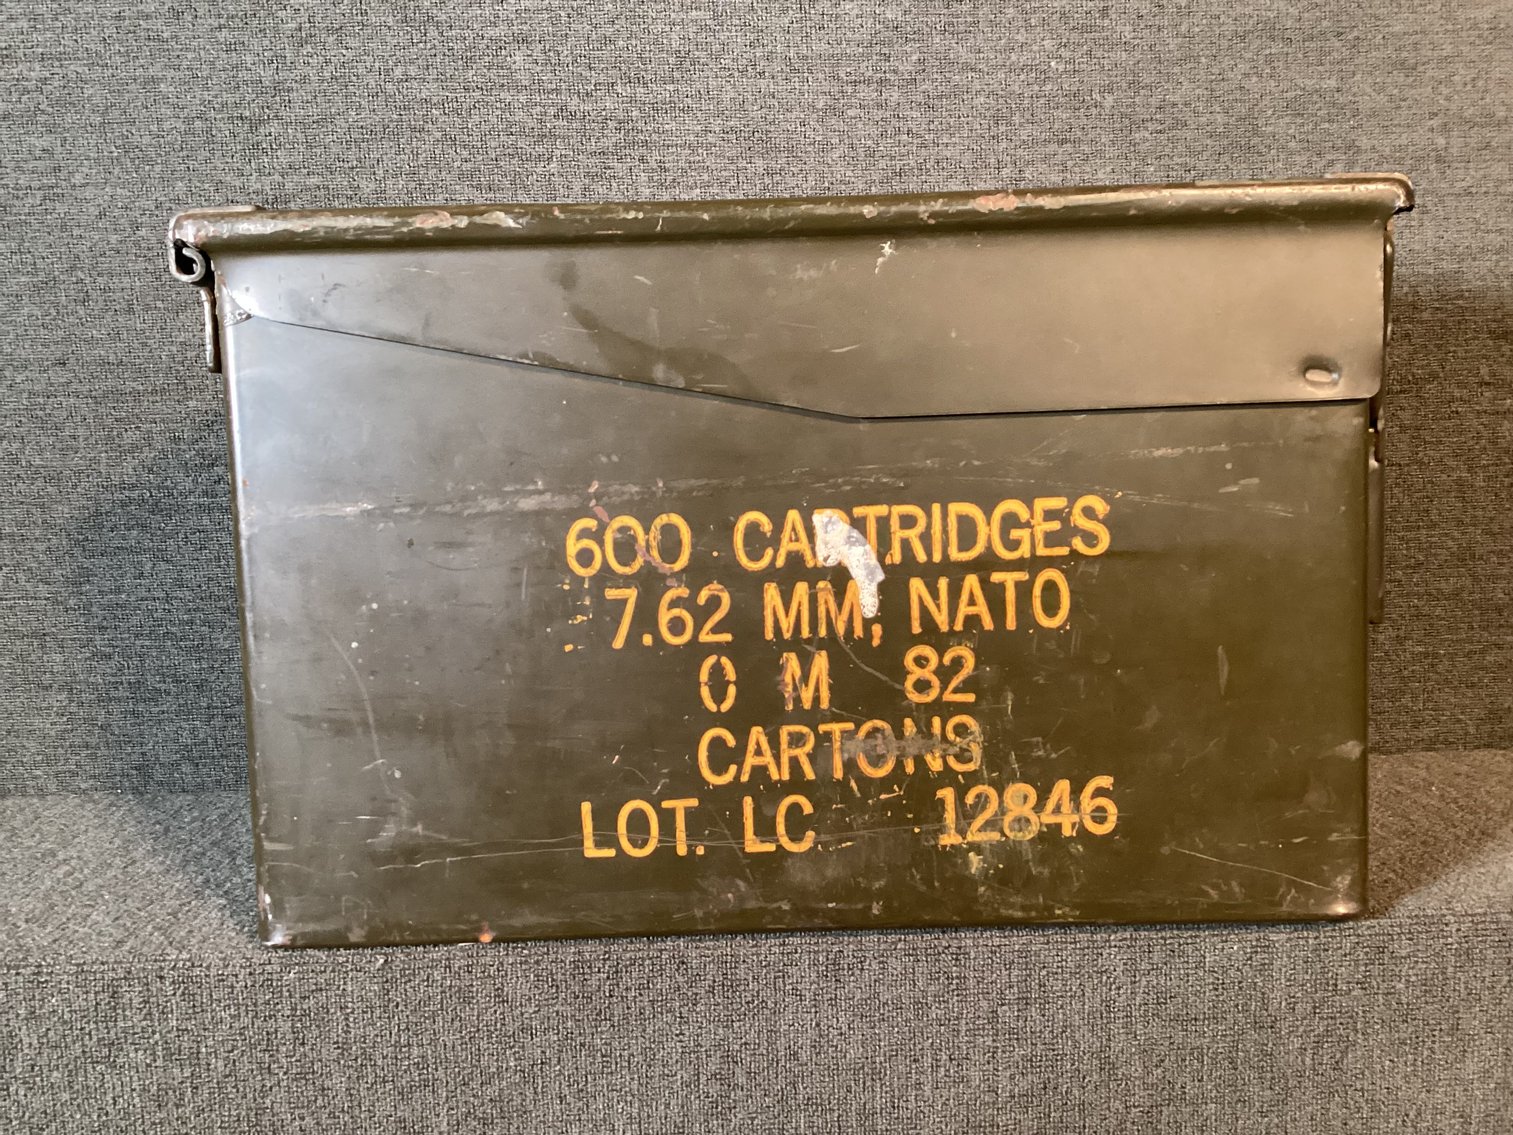 600 CARTRIDGES
7.62 MM, NATO
0 M 82
CARTONS
LOT. LC 12846